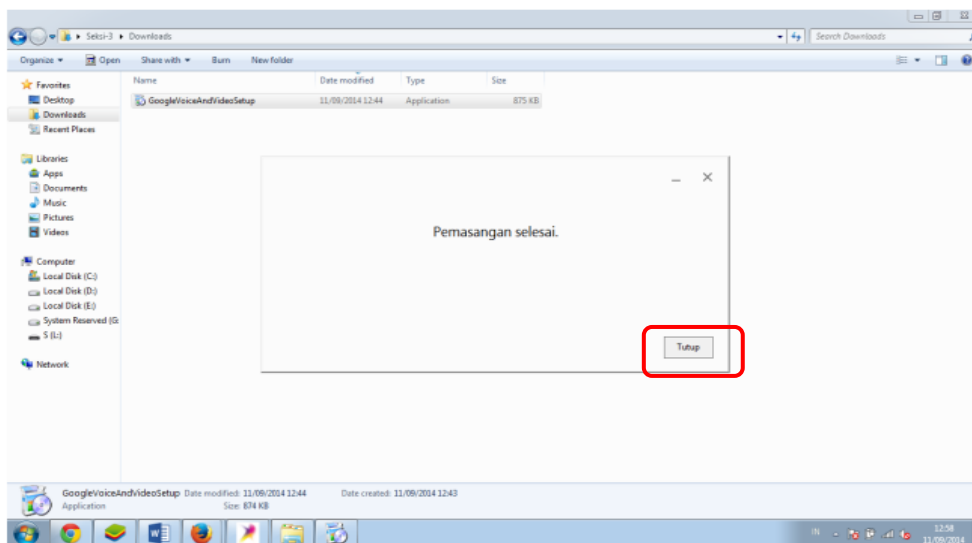 Seksi-3 Downloads
Search Downloads
Organize Open Share with Burn New folder
Name Date modified Type Size
GoogleVoiceAndVideoSetup 11/09/2014 12:44 Application 875 KB
Favorites
Desktop
Downloads
Recent Places
Libraries
Apps
Documents
Music
Pictures
Videos
Computer
Local Disk (C:)
Local Disk (D:)
Local Disk (E:)
System Reserved (G:
S (L:)
Network
Pemasangan selesai.
Tutup
GoogleVoiceAndVideoSetup Date modified: 11/09/2014 12:44 Date created: 11/09/2014 12:43
Application Size: 874 KB
IN
12:58
11/09/2014